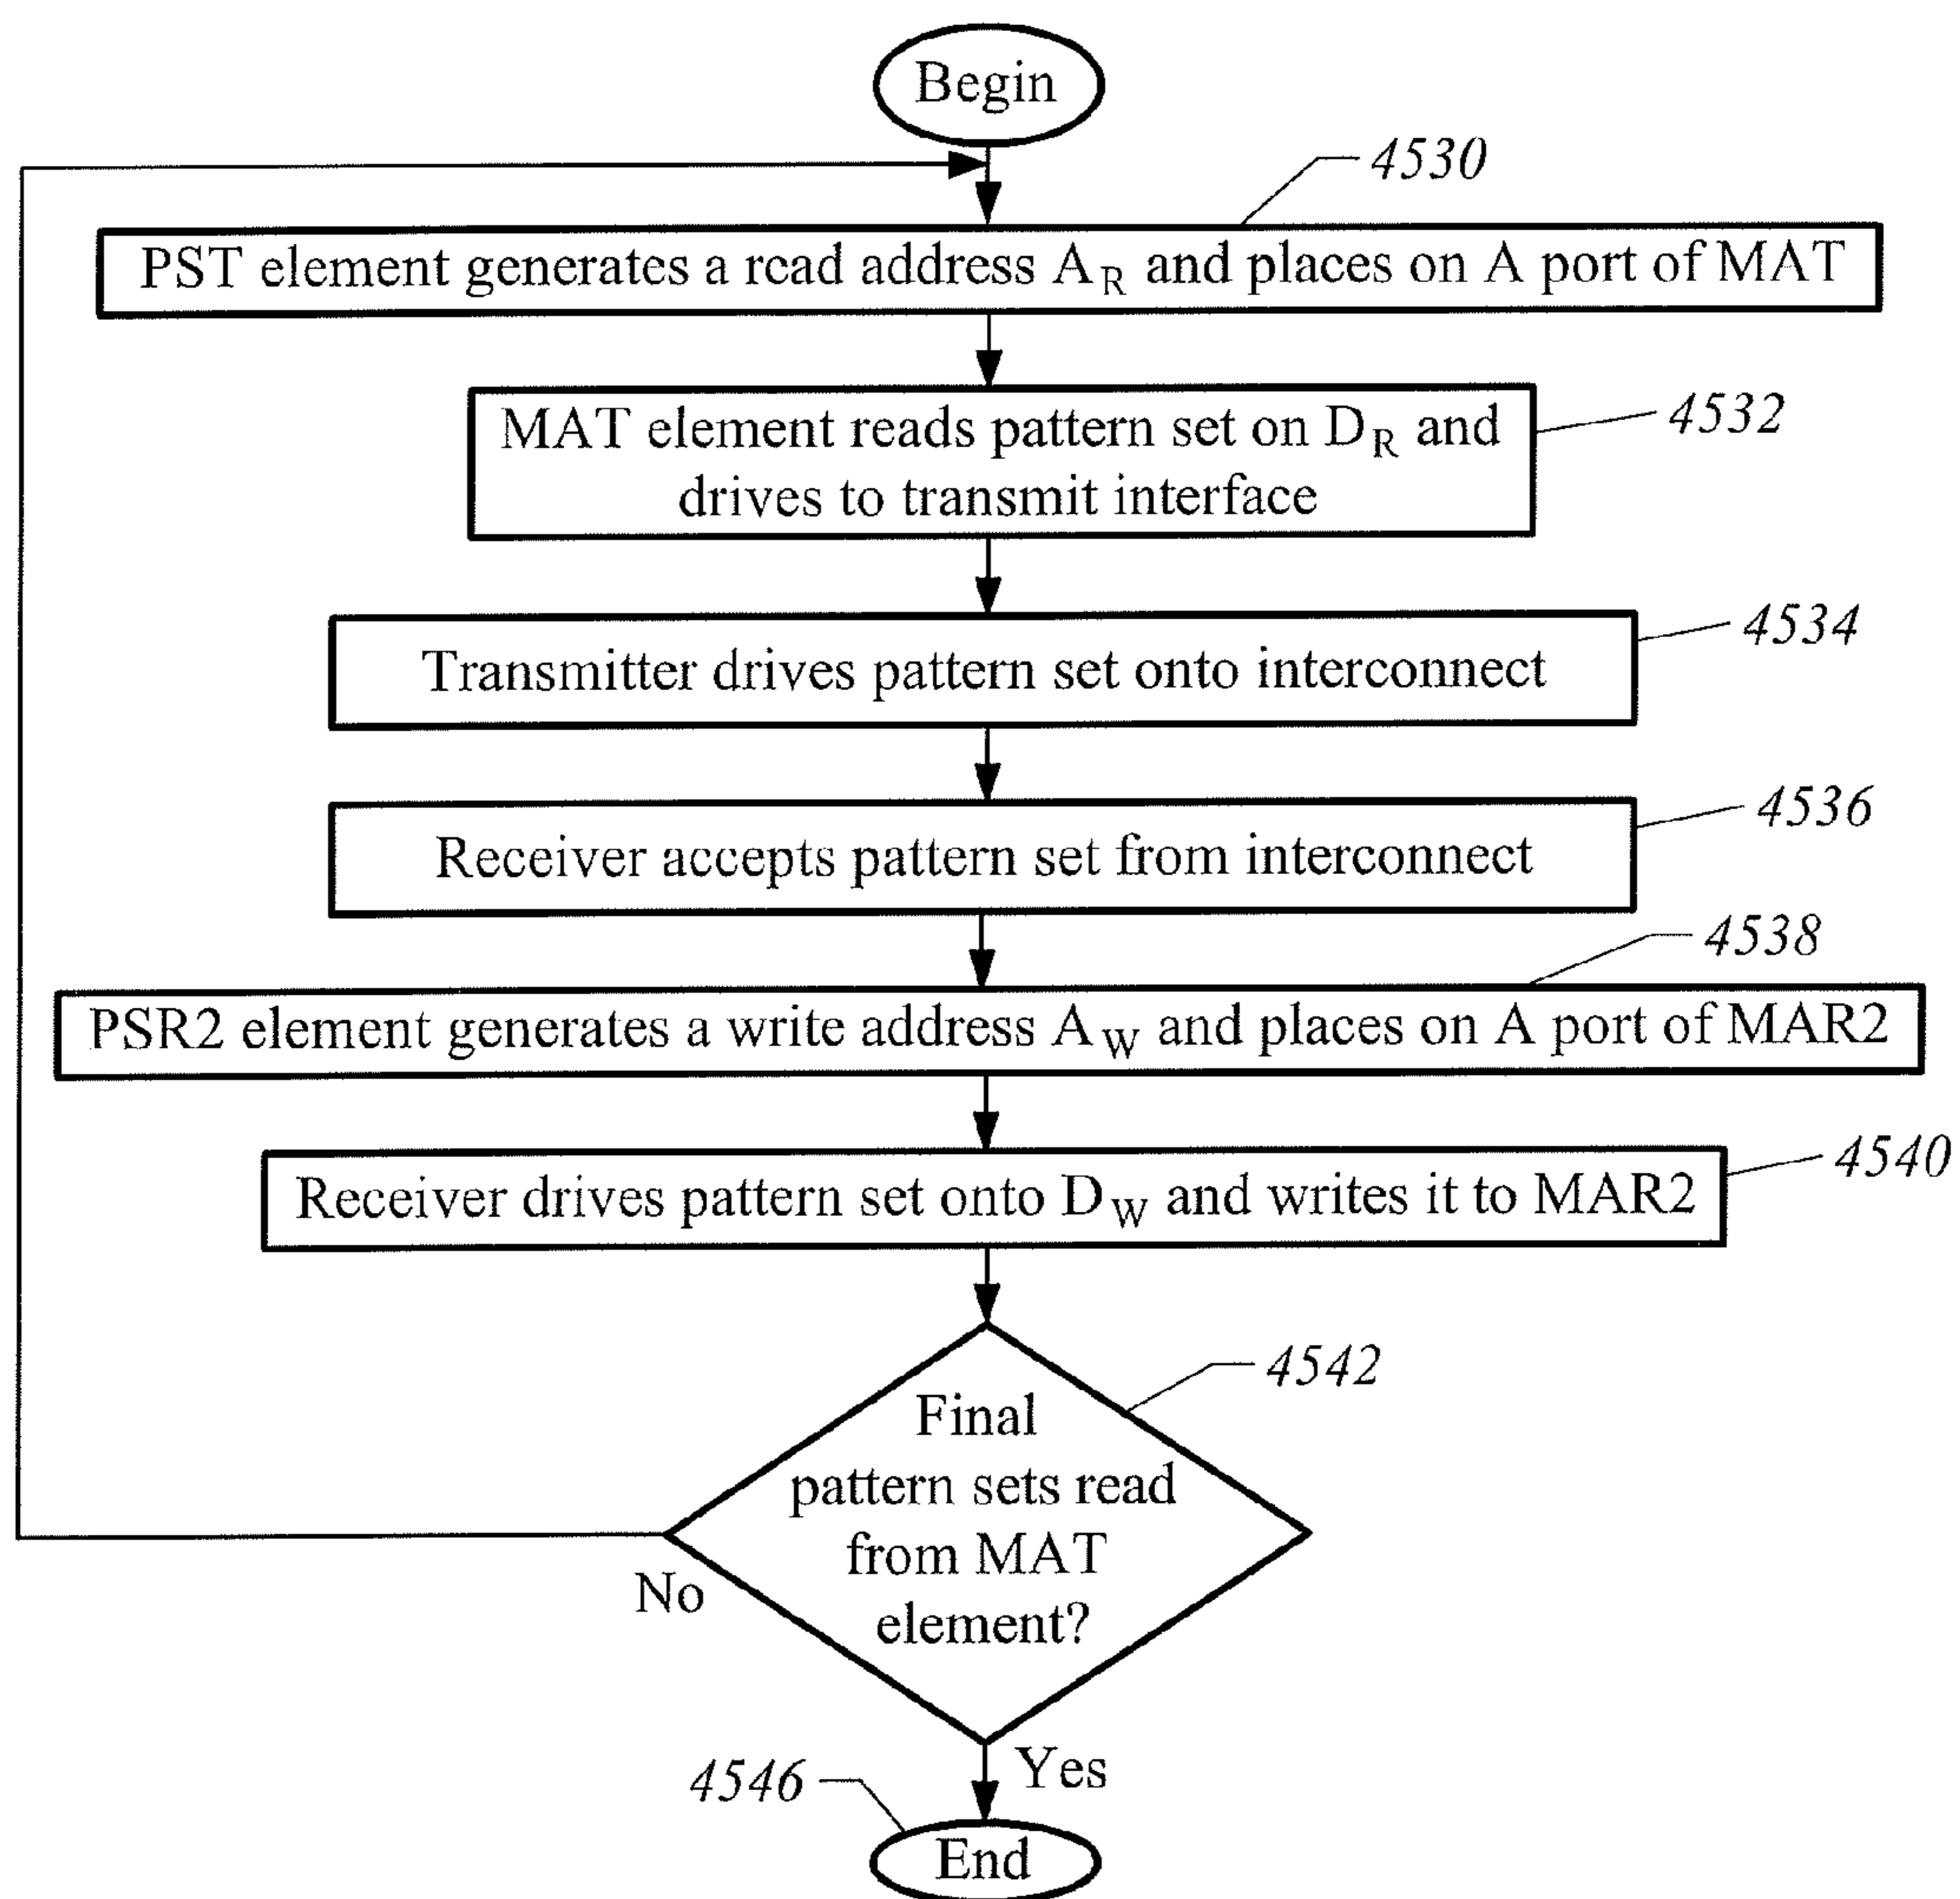 Begin
4530
PST element generates a read address AR and places on A port of MAT
MAT element reads pattern set on DR and
drives to transmit interface
4532
Transmitter drives pattern set onto interconnect
4534
Receiver accepts pattern set from interconnect
4536
4538
PSR2 element generates a write address AW and places on A port of MAR2
Receiver drives pattern set onto DW and writes it to MAR2
4540
4542
Final
pattern sets read
from MAT
element?
No
Yes
4546
End